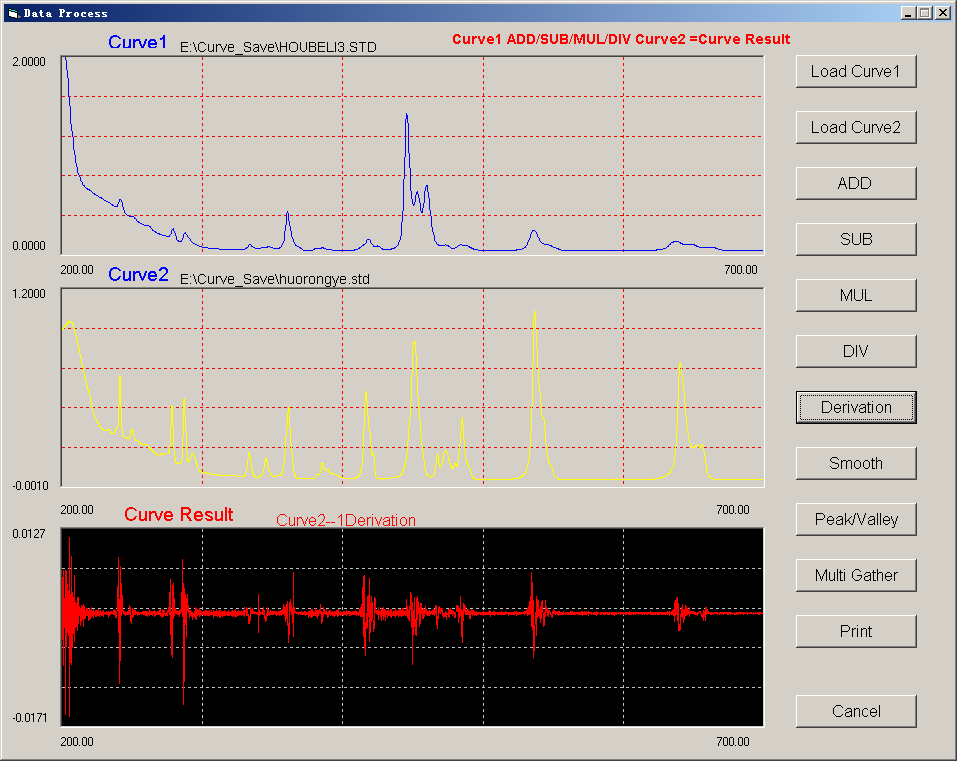 Data Process
Curve1 E:\Curve_Save\HOUBELI3.STD
Curve1 ADD/SUB/MUL/DIV Curve2 =Curve Result
2.0000
0.0000
200.00
700.00
Curve2 E:\Curve_Save\huorongye.std
1.2000
-0.0010
200.00
700.00
Curve Result
Curve2--1Derivation
0.0127
-0.0171
200.00
700.00
Load Curve1
Load Curve2
ADD
SUB
MUL
DIV
Derivation
Smooth
Peak/Valley
Multi Gather
Print
Cancel